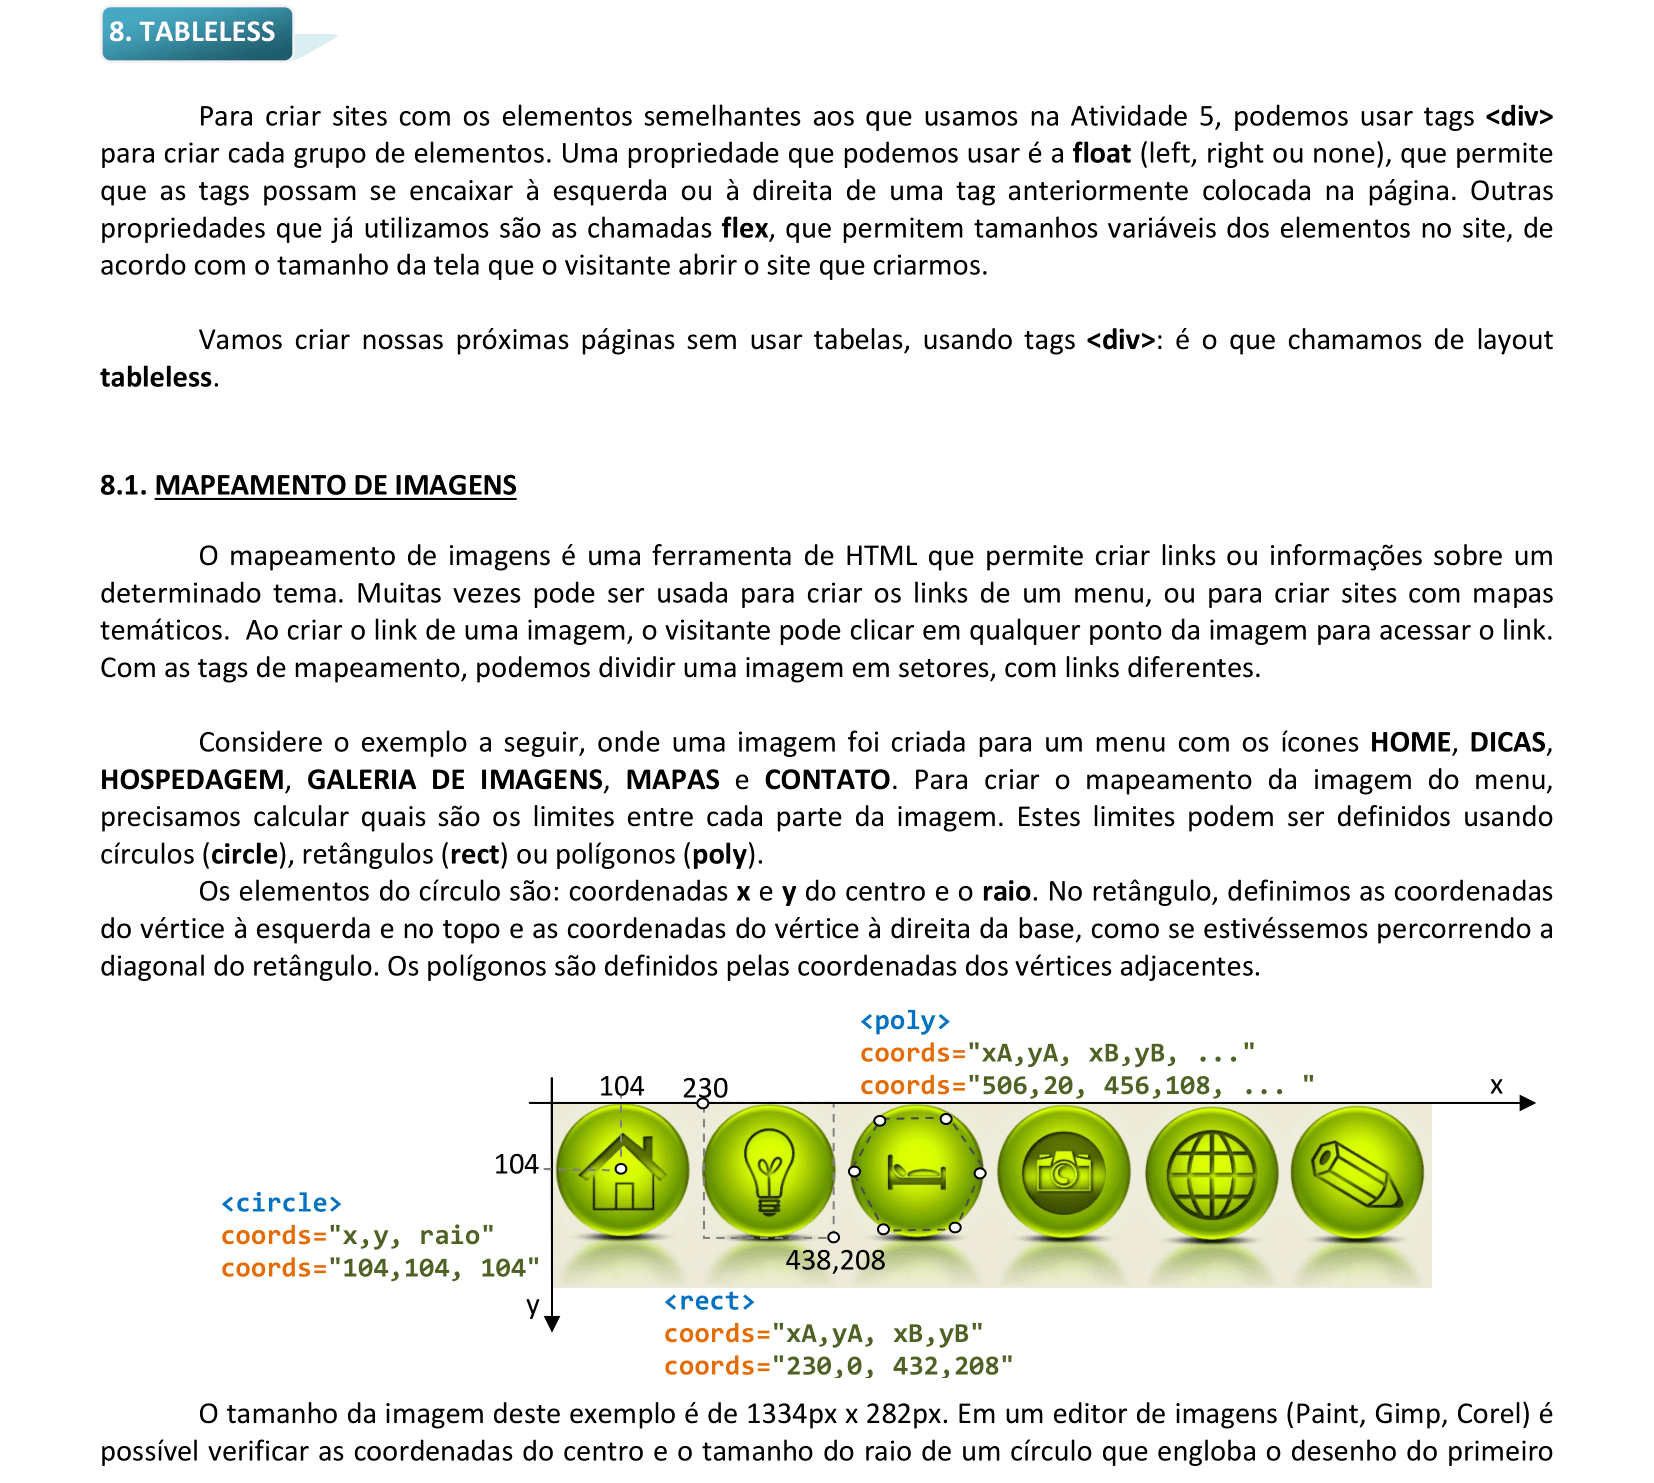 8. TABLELESS
Para criar sites com os elementos semelhantes aos que usamos na Atividade 5, podemos usar tags <div>
para criar cada grupo de elementos. Uma propriedade que podemos usar é a float (left, right ou none), que permite
que as tags possam se encaixar à esquerda ou à direita de uma tag anteriormente colocada na página. Outras
propriedades que já utilizamos são as chamadas flex, que permitem tamanhos variáveis dos elementos no site, de
acordo com o tamanho da tela que o visitante abrir o site que criarmos.
Vamos criar nossas próximas páginas sem usar tabelas, usando tags <div>: é o que chamamos de layout
tableless.
8.1. MAPEAMENTO DE IMAGENS
O mapeamento de imagens é uma ferramenta de HTML que permite criar links ou informações sobre um
determinado tema. Muitas vezes pode ser usada para criar os links de um menu, ou para criar sites com mapas
temáticos. Ao criar o link de uma imagem, o visitante pode clicar em qualquer ponto da imagem para acessar o link.
Com as tags de mapeamento, podemos dividir uma imagem em setores, com links diferentes.
Considere o exemplo a seguir, onde uma imagem foi criada para um menu com os ícones HOME, DICAS,
HOSPEDAGEM, GALERIA DE IMAGENS, MAPAS e CONTATO. Para criar o mapeamento da imagem do menu,
precisamos calcular quais são os limites entre cada parte da imagem. Estes limites podem ser definidos usando
círculos (circle), retângulos (rect) ou polígonos (poly).
Os elementos do círculo são: coordenadas x e y do centro e o raio. No retângulo, definimos as coordenadas
do vértice à esquerda e no topo e as coordenadas do vértice à direita da base, como se estivéssemos percorrendo a
diagonal do retângulo. Os polígonos são definidos pelas coordenadas dos vértices adjacentes.
<poly>
coords="xA,yA, xB,yB, ..."
coords="506,20, 456,108, ... "
104
230
x
104
<circle>
coords="x,y, raio"
coords="104,104, 104"
438,208
y
<rect>
coords="xA,yA, xB,yB"
coords="230,0, 432,208"
O tamanho da imagem deste exemplo é de 1334px x 282px. Em um editor de imagens (Paint, Gimp, Corel) é
possível verificar as coordenadas do centro e o tamanho do raio de um círculo que engloba o desenho do primeiro